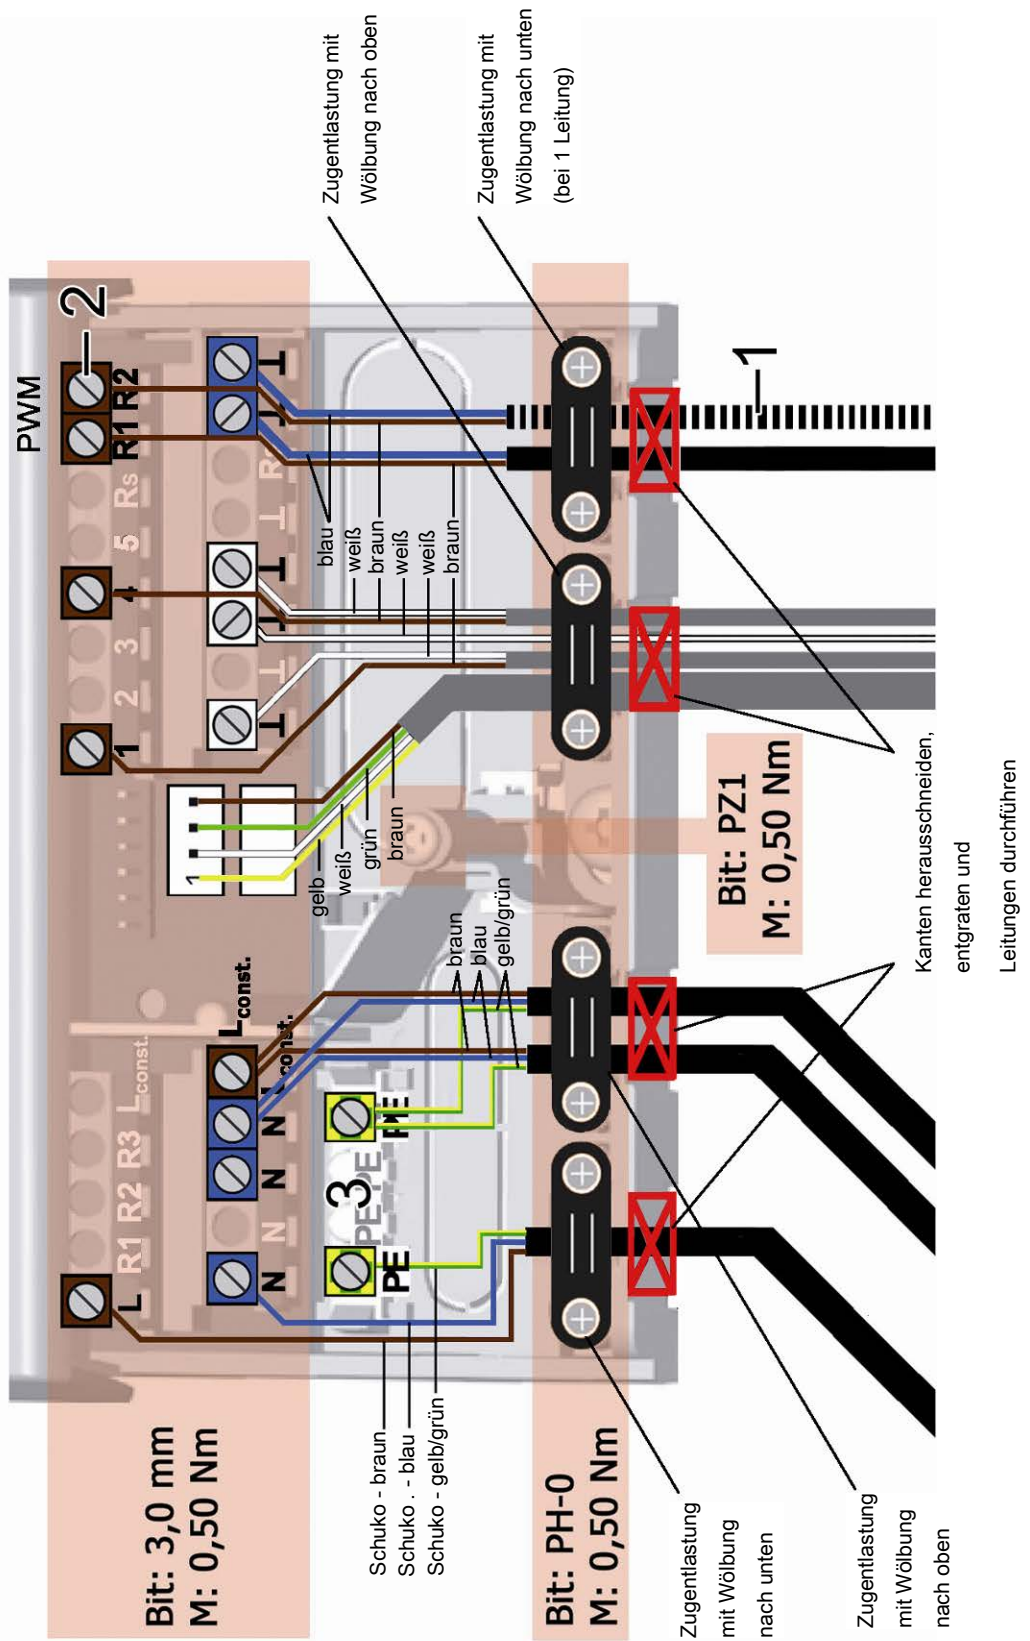 Bit: 3,0 mm
M: 0,50 Nm
PWM
L
R1
R2
R3
Lconst.
1
2
3
4
5
Rs
R1
R2
2
N
N
N
N
Lconst.
Lconst.
1
⊥
⊥
⊥
⊥
⊥
R
⊥
PE
PE
PE
PE
3
Schuko - braun
Schuko . - blau
Schuko - gelb/grün
braun
blau
gelb/grün
gelb
weiß
grün
braun
blau
weiß
braun
weiß
weiß
braun
Zugentlastung mit
Wölbung nach oben
Zugentlastung mit
Wölbung nach unten
(bei 1 Leitung)
Bit: PH-0
M: 0,50 Nm
Bit: PZ1
M: 0,50 Nm
1
Zugentlastung
mit Wölbung
nach unten
Zugentlastung
mit Wölbung
nach oben
Kanten herausschneiden,
entgraten und
Leitungen durchführen